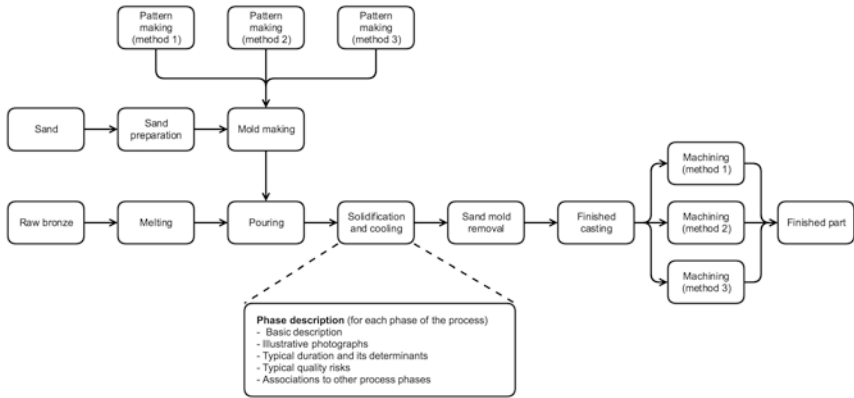 Pattern
making
(method 1)
Pattern
making
(method 2)
Pattern
making
(method 3)
Sand
Sand
preparation
Mold making
Raw bronze
Melting
Pouring
Solidification
and cooling
Sand mold
removal
Finished
casting
Machining
(method 1)
Machining
(method 2)
Machining
(method 3)
Finished part
Phase description (for each phase of the process)
- Basic description
- Illustrative photographs
- Typical duration and its determinants
- Typical quality risks
- Associations to other process phases